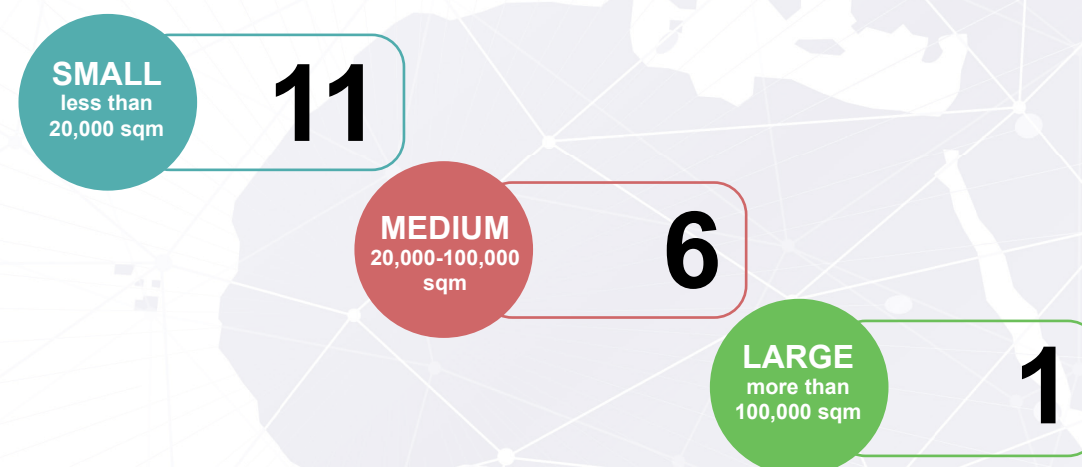 SMALL
less than
20,000 sqm
11
MEDIUM
20,000-100,000
sqm
6
LARGE
more than
100,000 sqm
1